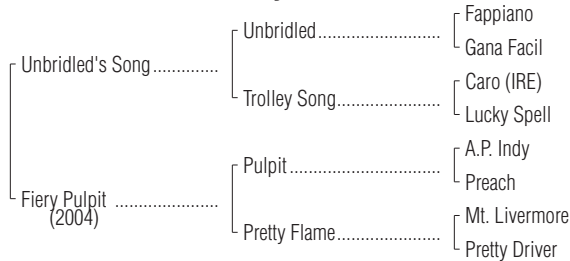 Fappiano
Unbridled........................
Gana Facil
Unbridled's Song..............
Caro (IRE)
Trolley Song.....................
Lucky Spell
A.P. Indy
Pulpit...............................
Preach
Fiery Pulpit ......................
(2004)
Mt. Livermore
Pretty Flame.....................
Pretty Driver